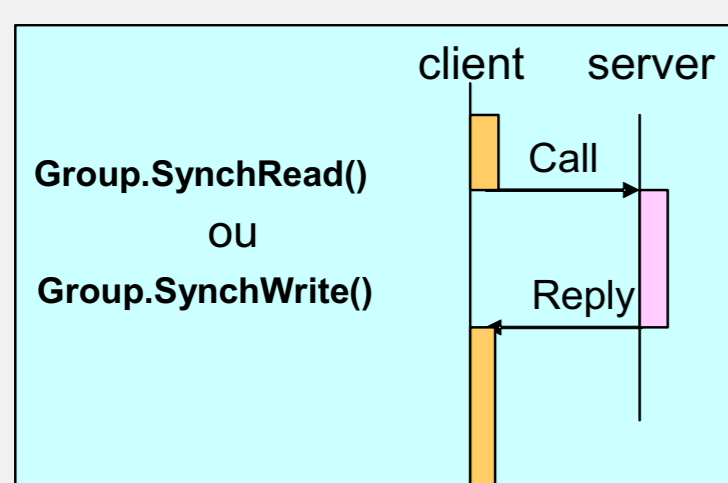 client server
Group.SynchRead()
Call
ou
Group.SynchWrite()
Reply